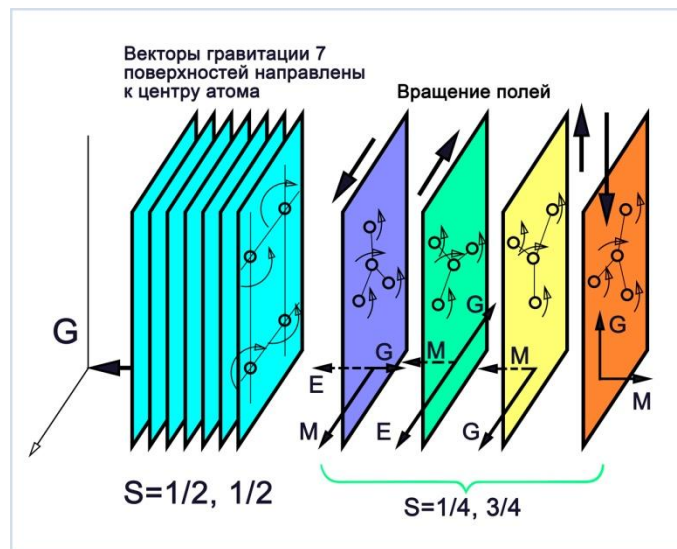 Векторы гравитации 7
поверхностей направлены
к центру атома
Вращение полей
G
G
E
M
M
G
E
M
G
G
M
S=1/2, 1/2
S=1/4, 3/4